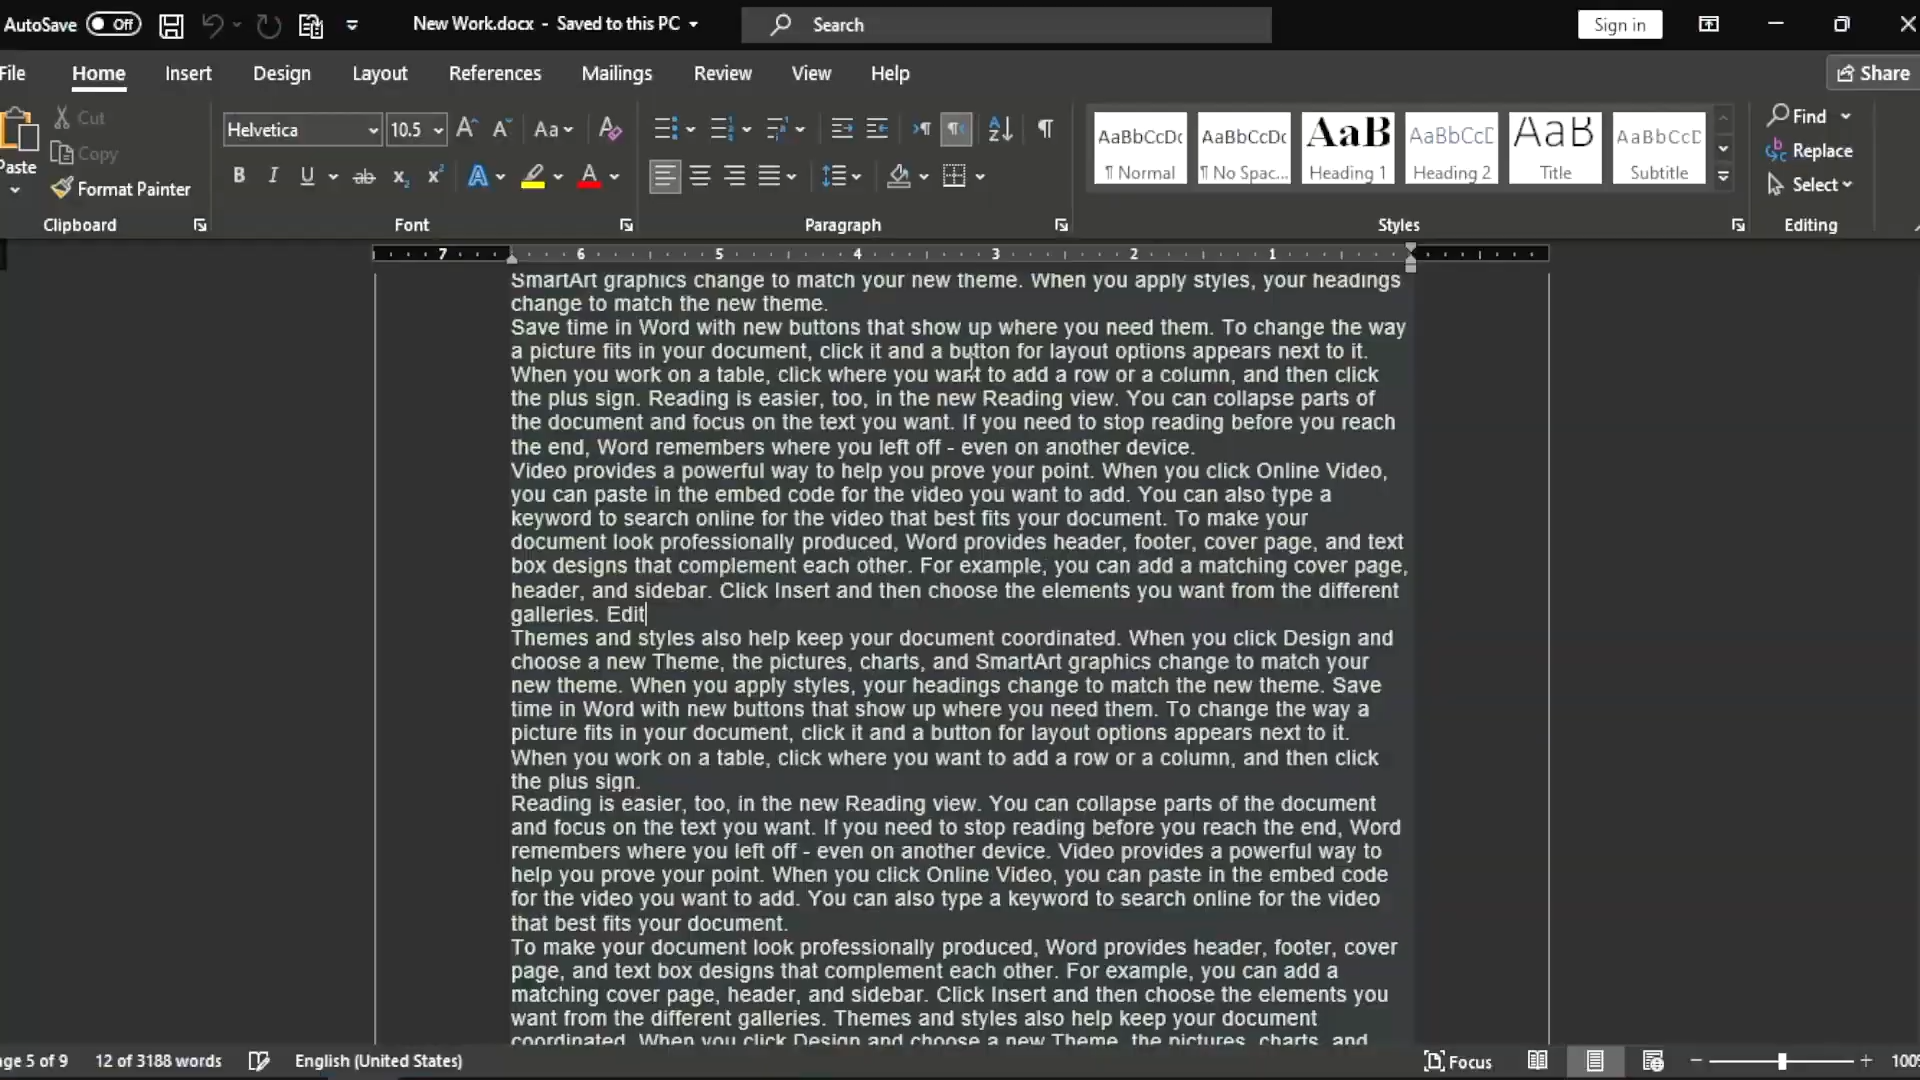 AutoSave Off New Work.docx - Saved to this PC Search Sign in
File Home Insert Design Layout References Mailings Review View Help Share
Paste Cut Copy Format Painter Clipboard
Helvetica 10.5 Font
Paragraph
AaBbCcDc AaBbCcDc AaB AaBbCcD AaB AaBbCcD
¶ Normal ¶ No Spac... Heading 1 Heading 2 Title Subtitle
Styles
Find
Replace
Select
Editing
7 6 5 4 3 2 1
SmartArt graphics change to match your new theme. When you apply styles, your headings
change to match the new theme.
Save time in Word with new buttons that show up where you need them. To change the way
a picture fits in your document, click it and a button for layout options appears next to it.
When you work on a table, click where you want to add a row or a column, and then click
the plus sign. Reading is easier, too, in the new Reading view. You can collapse parts of
the document and focus on the text you want. If you need to stop reading before you reach
the end, Word remembers where you left off - even on another device.
Video provides a powerful way to help you prove your point. When you click Online Video,
you can paste in the embed code for the video you want to add. You can also type a
keyword to search online for the video that best fits your document. To make your
document look professionally produced, Word provides header, footer, cover page, and text
box designs that complement each other. For example, you can add a matching cover page,
header, and sidebar. Click Insert and then choose the elements you want from the different
galleries. Edit
Themes and styles also help keep your document coordinated. When you click Design and
choose a new Theme, the pictures, charts, and SmartArt graphics change to match your
new theme. When you apply styles, your headings change to match the new theme. Save
time in Word with new buttons that show up where you need them. To change the way a
picture fits in your document, click it and a button for layout options appears next to it.
When you work on a table, click where you want to add a row or a column, and then click
the plus sign.
Reading is easier, too, in the new Reading view. You can collapse parts of the document
and focus on the text you want. If you need to stop reading before you reach the end, Word
remembers where you left off - even on another device. Video provides a powerful way to
help you prove your point. When you click Online Video, you can paste in the embed code
for the video you want to add. You can also type a keyword to search online for the video
that best fits your document.
To make your document look professionally produced, Word provides header, footer, cover
page, and text box designs that complement each other. For example, you can add a
matching cover page, header, and sidebar. Click Insert and then choose the elements you
want from the different galleries. Themes and styles also help keep your document
coordinated. When you click Design and choose a new Theme, the pictures, charts, and
age 5 of 9 12 of 3188 words English (United States) Focus 100%